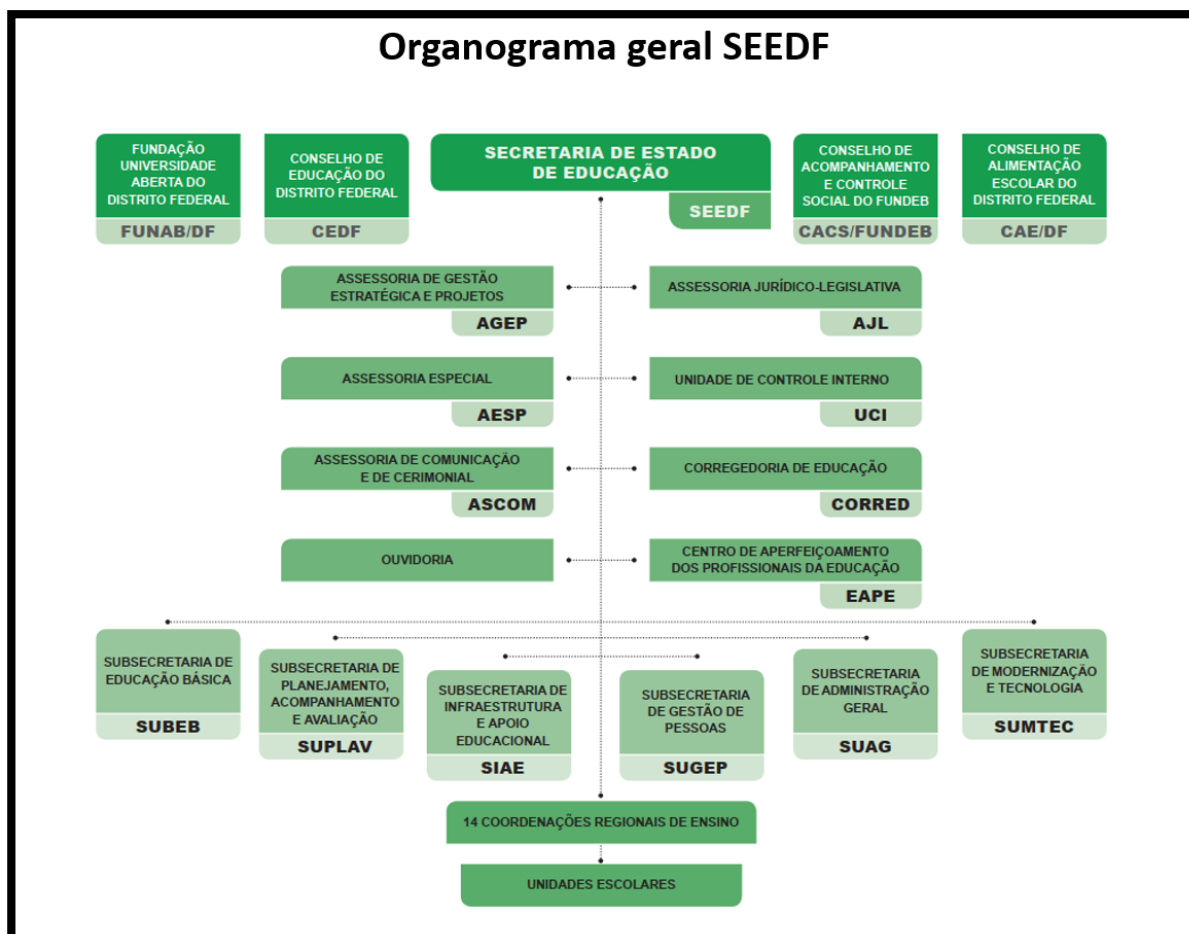 Organograma geral SEEDF
FUNDAÇÃO
UNIVERSIDADE
ABERTA DO
DISTRITO FEDERAL
FUNAB/DF
CONSELHO DE
EDUCAÇÃO DO
DISTRITO FEDERAL
CEDF
SECRETARIA DE ESTADO
DE EDUCAÇÃO
SEEDF
CONSELHO DE
ACOMPANHAMENTO
E CONTROLE
SOCIAL DO FUNDEB
CACS/FUNDEB
CONSELHO DE
ALIMENTAÇÃO
ESCOLAR DO
DISTRITO FEDERAL
CAE/DF
ASSESSORIA DE GESTÃO
ESTRATÉGICA E PROJETOS
AGEP
ASSESSORIA JURÍDICO-LEGISLATIVA
AJL
ASSESSORIA ESPECIAL
AESP
UNIDADE DE CONTROLE INTERNO
UCI
ASSESSORIA DE COMUNICAÇÃO
E DE CERIMONIAL
ASCOM
CORREGEDORIA DE EDUCAÇÃO
CORRED
OUVIDORIA
CENTRO DE APERFEIÇOAMENTO
DOS PROFISSIONAIS DA EDUCAÇÃO
EAPE
SUBSECRETARIA DE
EDUCAÇÃO BÁSICA
SUBEB
SUBSECRETARIA DE
PLANEJAMENTO,
ACOMPANHAMENTO
E AVALIAÇÃO
SUPLAV
SUBSECRETARIA DE
INFRAESTRUTURA
E APOIO
EDUCACIONAL
SIAE
SUBSECRETARIA
DE GESTÃO DE
PESSOAS
SUGEP
SUBSECRETARIA
DE ADMINISTRAÇÃO
GERAL
SUAG
SUBSECRETARIA
DE MODERNIZAÇÃO
E TECNOLOGIA
SUMTEC
14 COORDENAÇÕES REGIONAIS DE ENSINO
UNIDADES ESCOLARES